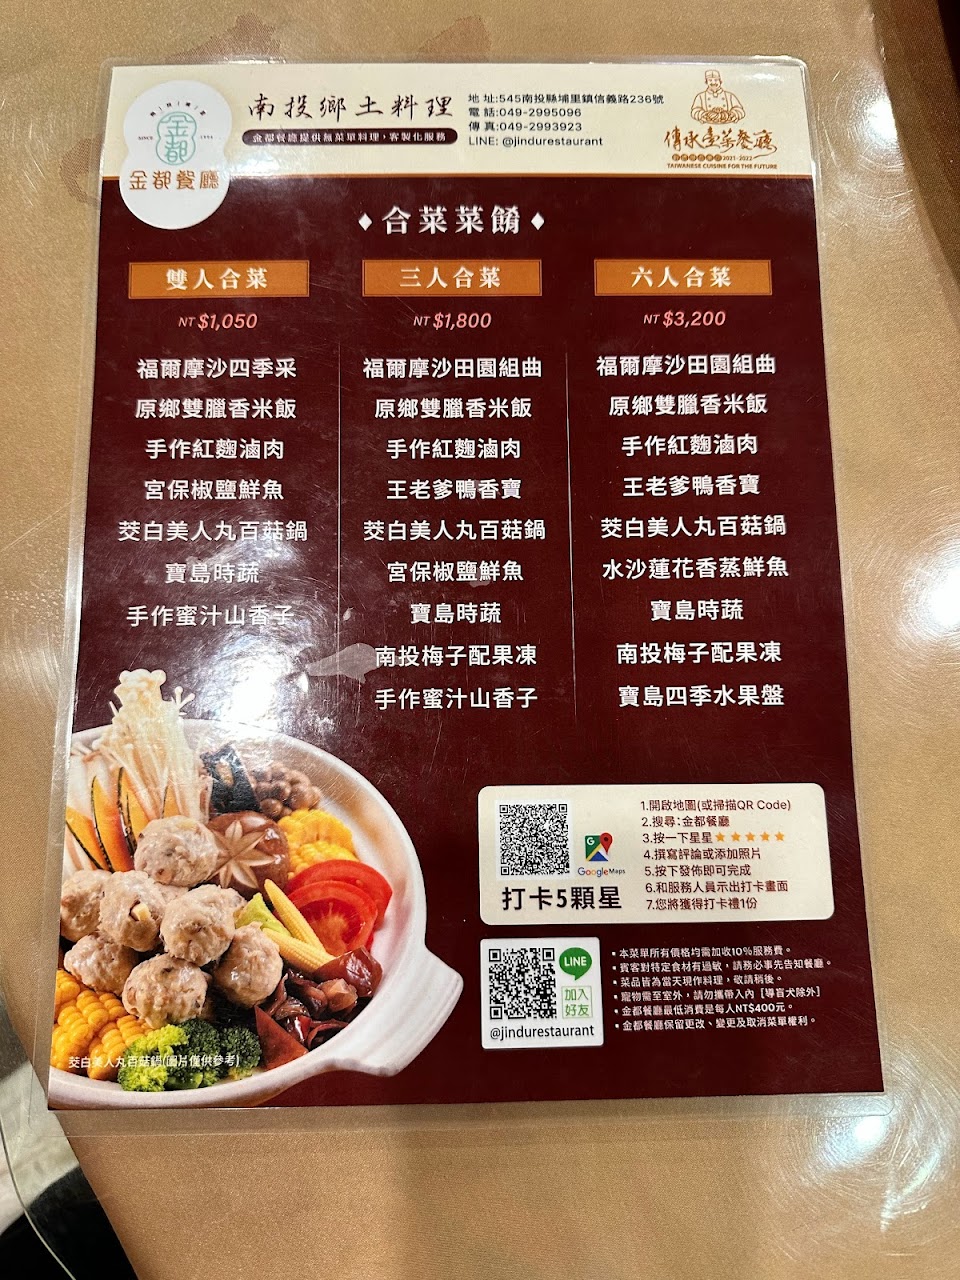 SINCE 1994
金都
金都餐廳
南投鄉土料理
金都餐廳提供無菜單料理，客製化服務
地 址:545南投縣埔里鎮信義路236號
電 話:049-2995096
傳 真:049-2993923
LINE: @jindurestaurant
傳承臺菜餐廳
2021-2022
TAIWANESE CUISINE FOR THE FUTURE
合菜菜餚
雙人合菜
NT $1,050
福爾摩沙四季采
原鄉雙臘香米飯
手作紅麴滷肉
宮保椒鹽鮮魚
茭白美人丸百菇鍋
寶島時蔬
手作蜜汁山香子
三人合菜
NT $1,800
福爾摩沙田園組曲
原鄉雙臘香米飯
手作紅麴滷肉
王老爹鴨香寶
茭白美人丸百菇鍋
宮保椒鹽鮮魚
寶島時蔬
南投梅子配果凍
手作蜜汁山香子
六人合菜
NT $3,200
福爾摩沙田園組曲
原鄉雙臘香米飯
手作紅麴滷肉
王老爹鴨香寶
茭白美人丸百菇鍋
水沙蓮花香蒸鮮魚
寶島時蔬
南投梅子配果凍
寶島四季水果盤
Google Maps
打卡5顆星
1.開啟地圖(或掃描QR Code)
2.搜尋:金都餐廳
3.按一下星星★★★★★
4.撰寫評論或添加照片
5.按下發佈即可完成
6.和服務人員示出打卡畫面
7.您將獲得打卡禮1份
LINE
加入
好友
@jindurestaurant
▪本菜單所有價格均需加收10%服務費。
▪賓客對特定食材有過敏，請務必事先告知餐廳。
▪菜品皆為當天現作料理，敬請稍後。
▪寵物需至室外，請勿攜帶入內［導盲犬除外］
▪金都餐廳最低消費是每人NT$400元。
▪金都餐廳保留更改、變更及取消菜單權利。
茭白美人丸百菇鍋(圖片僅供參考)